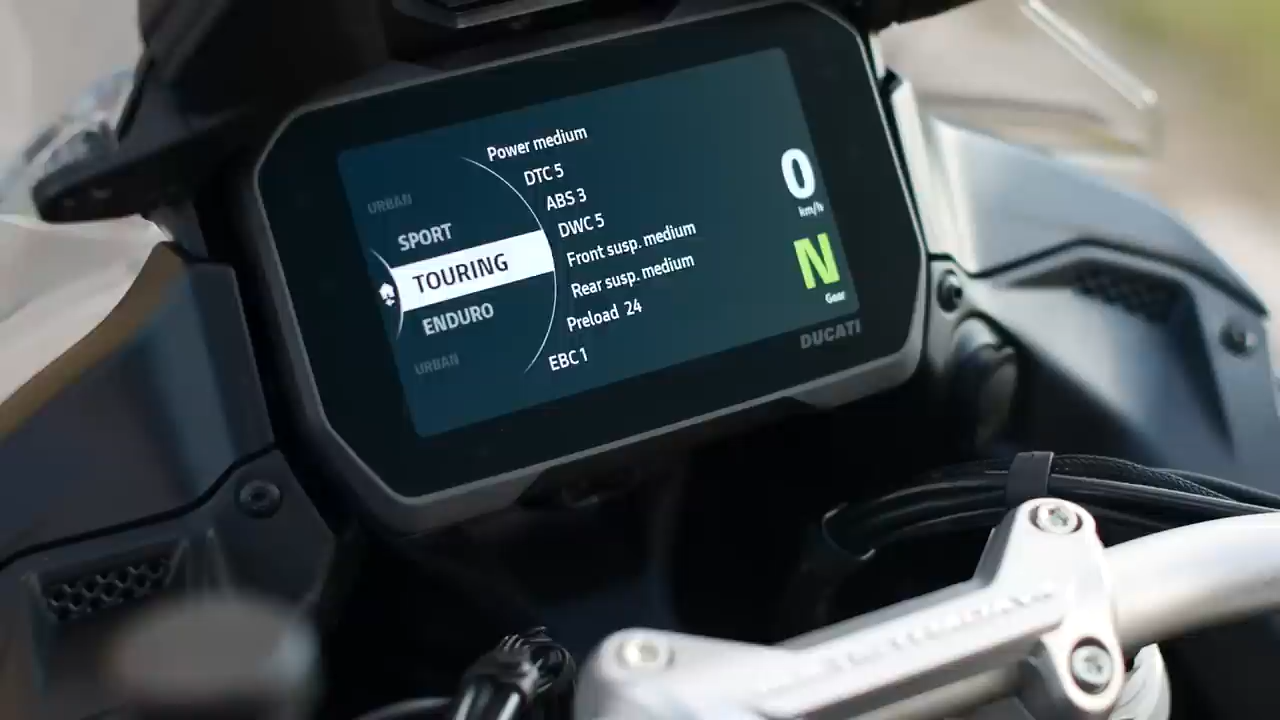 URBAN
SPORT
TOURING
ENDURO
URBAN
Power medium
DTC 5
ABS 3
DWC 5
Front susp. medium
Rear susp. medium
Preload 24
EBC 1
0
km/h
N
Gear
DUCATI